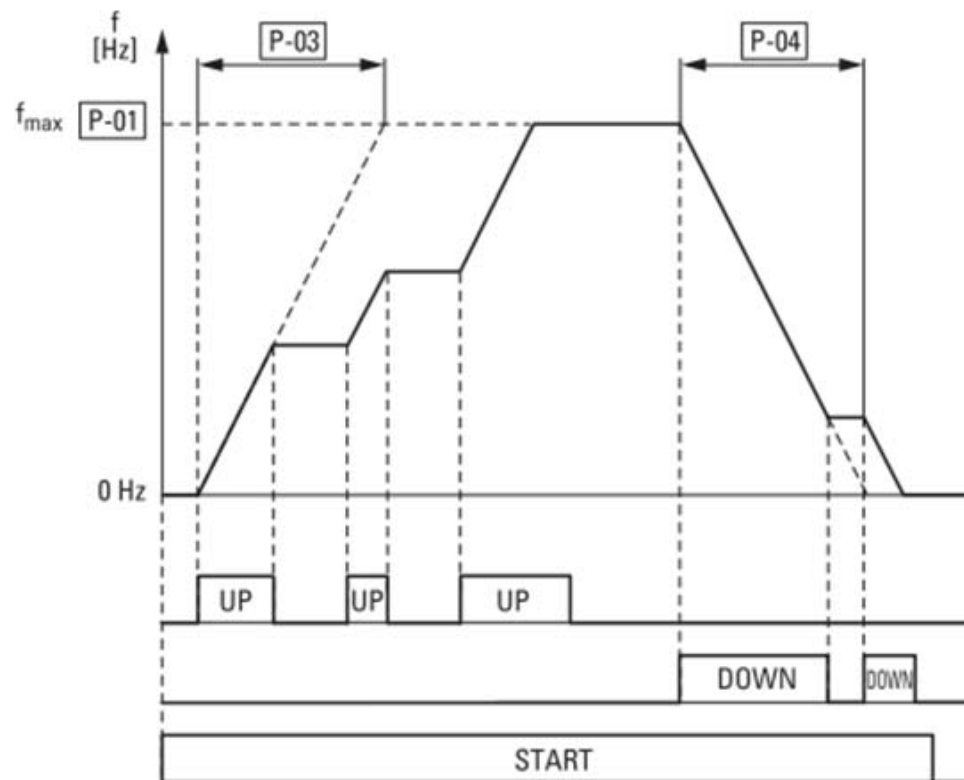 f
[Hz]
P-03
P-04
fmax P-01
0 Hz
UP UP UP
DOWN DOWN
START